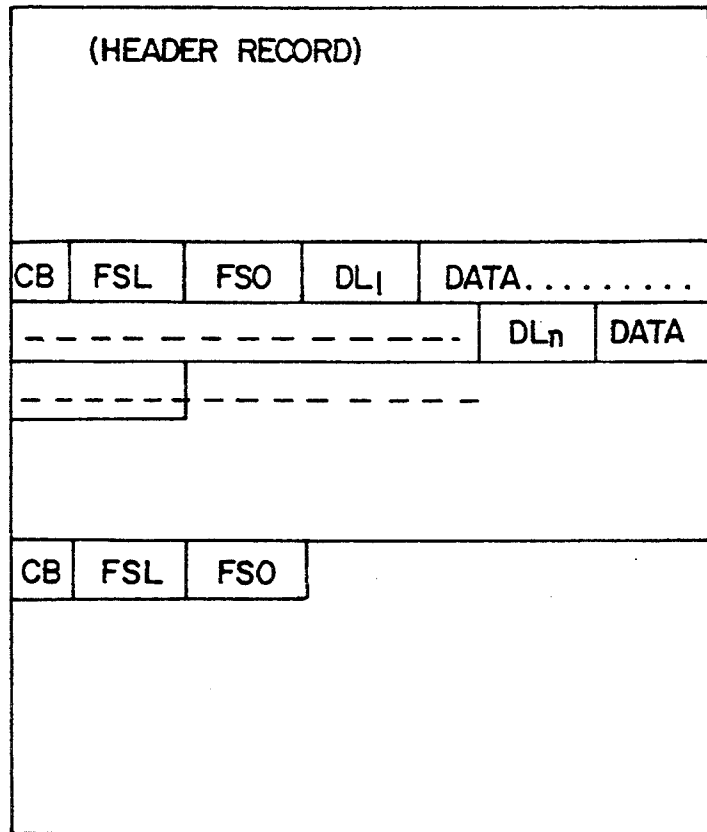 (HEADER RECORD)
CB FSL FSO DL1 DATA.........
DLn DATA
CB FSL FSO